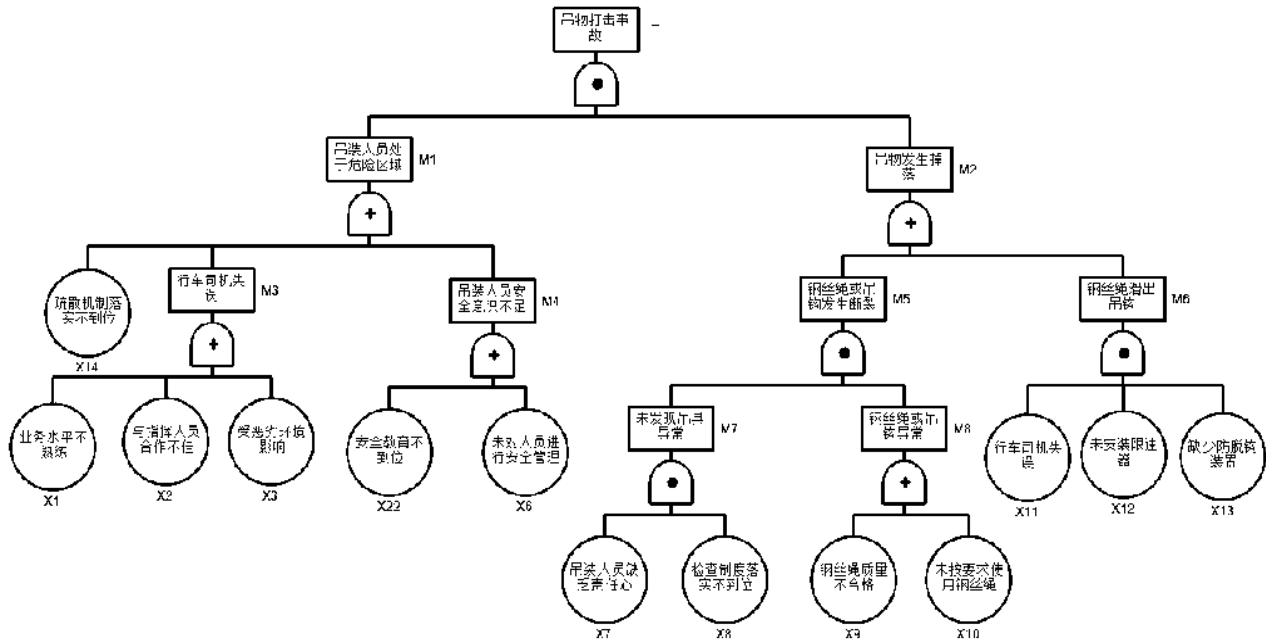 吊物打击事
故
吊装人员处
于危险区域
M1
吊物发生掉
落
M2
疏散机制落
实不到位
X14
行车司机失
误
M3
吊装人员安
全意识不足
M4
钢丝绳或吊
钩发生断裂
M5
钢丝绳滑出
吊钩
M6
业务水平不
熟练
X1
与指挥人员
合作不佳
X2
受恶劣环境
影响
X3
安全教育不
到位
X22
未对人员进
行安全管理
X6
未发现吊具
异常
M7
钢丝绳或吊
钩异常
M8
行车司机失
误
X11
未安装限速
器
X12
缺少防脱钩
装置
X13
吊装人员缺
乏责任心
X7
检查制度落
实不到位
X8
钢丝绳质量
不合格
X9
未按要求使
用钢丝绳
X10